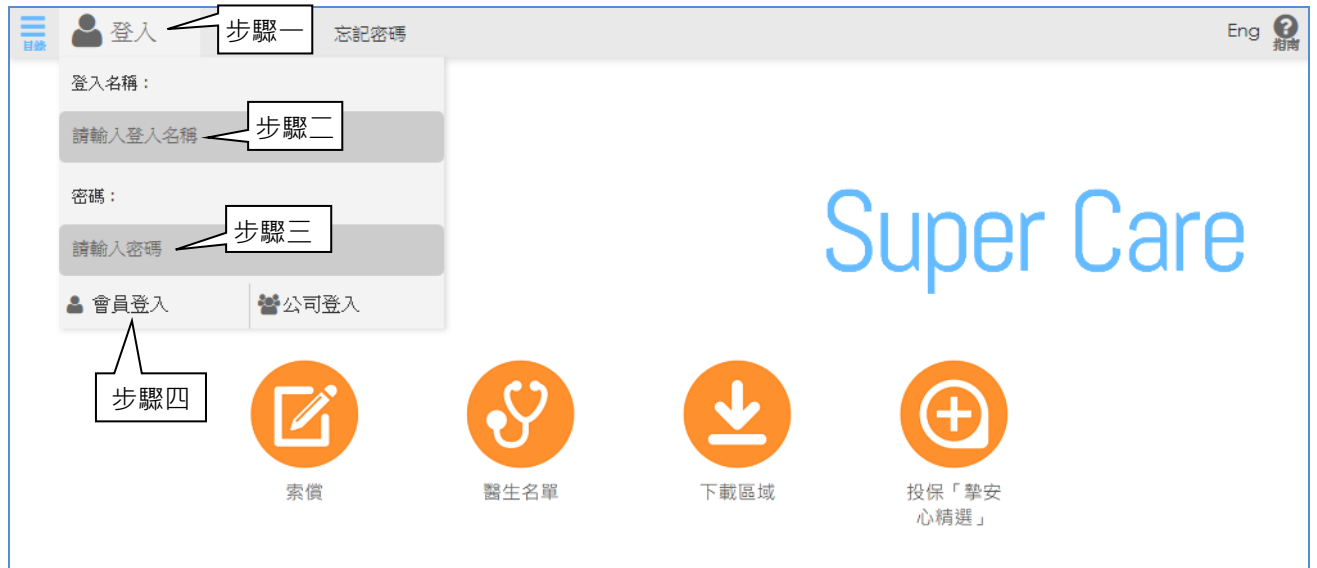 目錄
登入
步驟一
忘記密碼
Eng
指南
登入名稱：
請輸入登入名稱
步驟二
密碼：
請輸入密碼
步驟三
Super Care
會員登入
公司登入
步驟四
索償
醫生名單
下載區域
投保「摯安
心精選」